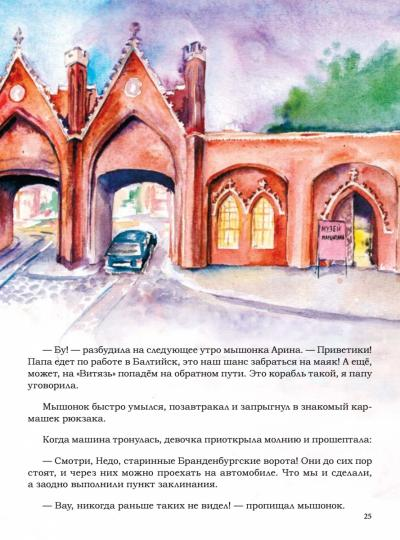 МУЗЕЙ
МАРЦИПАНА
— Бу! — разбудила на следующее утро мышонка Арина. — Приветики!
Папа едет по работе в Балтийск, это наш шанс забраться на маяк! А ещё,
может, на «Витязь» попадём на обратном пути. Это корабль такой, я папу
уговорила.
Мышонок быстро умылся, позавтракал и запрыгнул в знакомый кар-
машек рюкзака.
Когда машина тронулась, девочка приоткрыла молнию и прошептала:
— Смотри, Недо, старинные Бранденбургские ворота! Они до сих пор
стоят, и через них можно проехать на автомобиле. Что мы и сделали,
а заодно выполнили пункт заклинания.
— Вау, никогда раньше таких не видел! — пропищал мышонок.
25